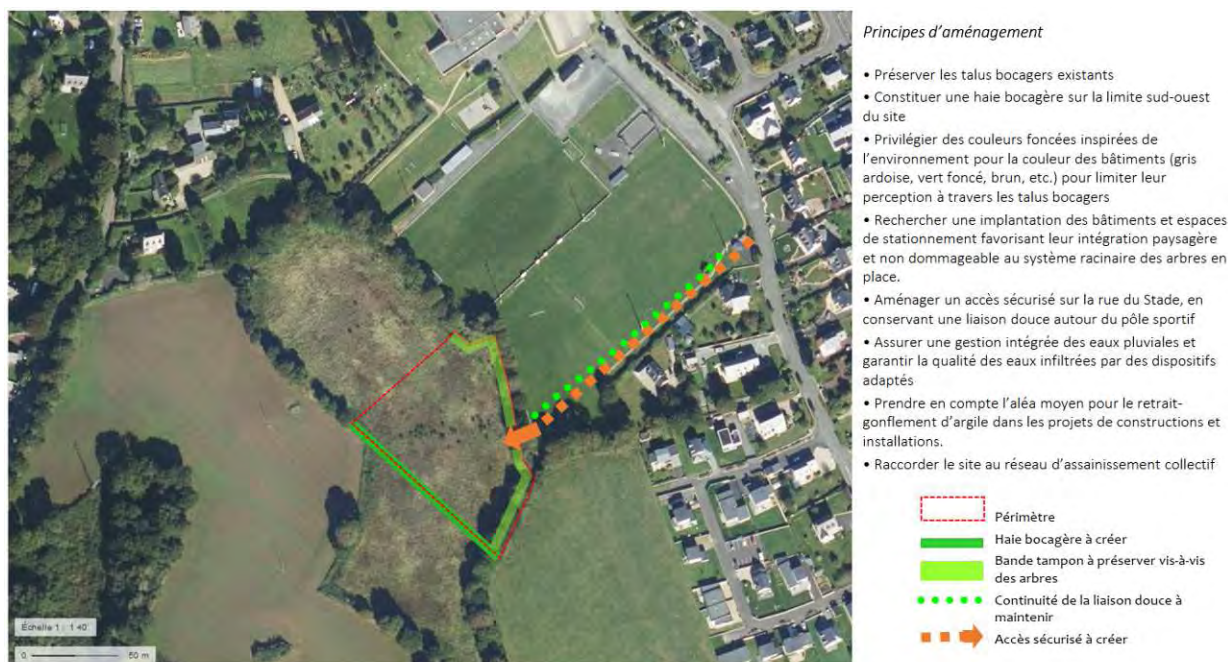 Principes d’aménagement
• Préserver les talus bocagers existants
• Constituer une haie bocagère sur la limite sud-ouest
du site
• Privilégier des couleurs foncées inspirées de
l’environnement pour la couleur des bâtiments (gris
ardoise, vert foncé, brun, etc.) pour limiter leur
perception à travers les talus bocagers
• Rechercher une implantation des bâtiments et espaces
de stationnement favorisant leur intégration paysagère
et non dommageable au système racinaire des arbres en
place.
• Aménager un accès sécurisé sur la rue du Stade, en
conservant une liaison douce autour du pôle sportif
• Assurer une gestion intégrée des eaux pluviales et
garantir la qualité des eaux infiltrées par des dispositifs
adaptés
• Prendre en compte l’aléa moyen pour le retrait-
gonflement d’argile dans les projets de constructions et
installations.
• Raccorder le site au réseau d’assainissement collectif
Périmètre
Haie bocagère à créer
Bande tampon à préserver vis-à-vis
des arbres
Continuité de la liaison douce à
maintenir
Accès sécurisé à créer
Échelle 1 : 1 40
0 50 m